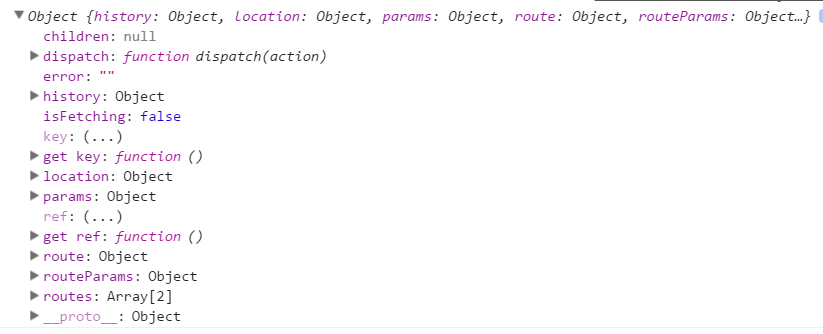 Object {history: Object, location: Object, params: Object, route: Object, routeParams: Object…}
children: null
dispatch: function dispatch(action)
error: ""
history: Object
isFetching: false
key: (...)
get key: function ()
location: Object
params: Object
ref: (...)
get ref: function ()
route: Object
routeParams: Object
routes: Array[2]
__proto__: Object